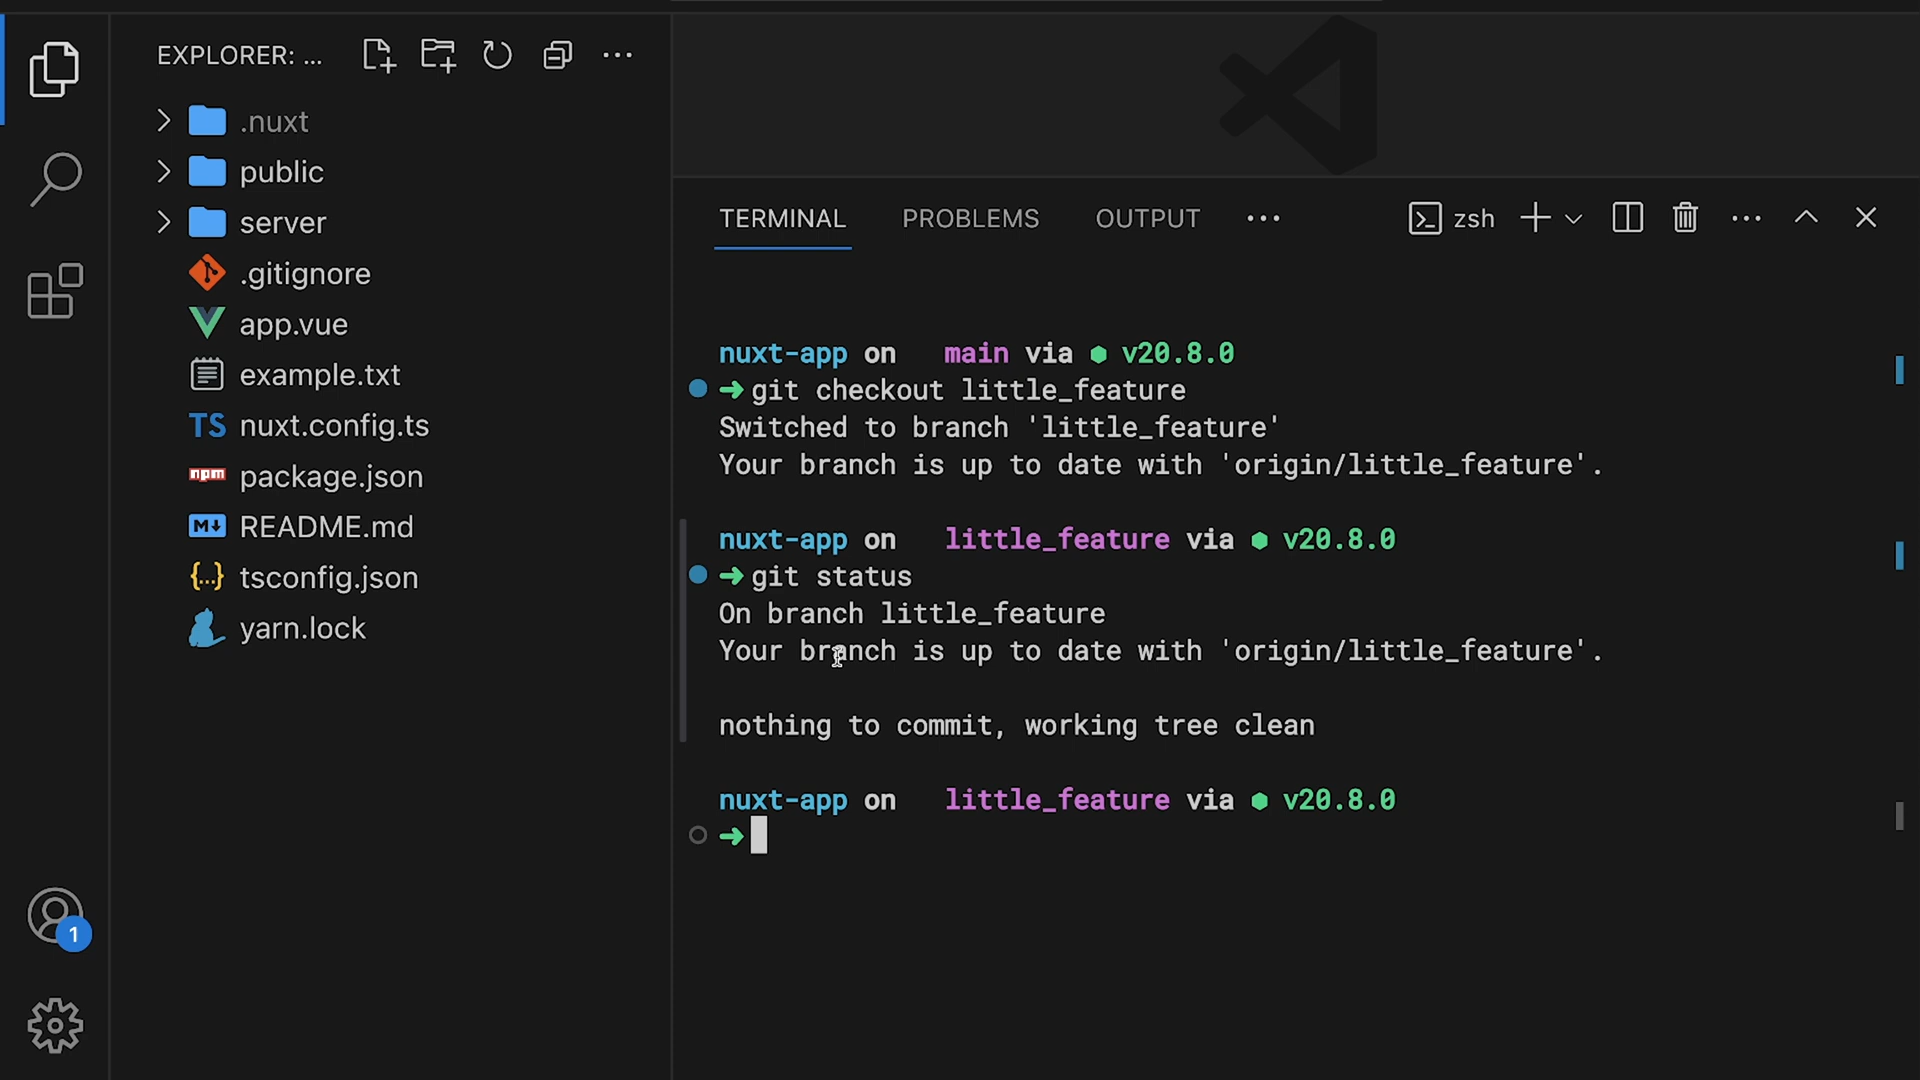 EXPLORER: ...
.nuxt
public
server
.gitignore
app.vue
example.txt
TS nuxt.config.ts
npm package.json
M↓ README.md
{..} tsconfig.json
yarn.lock
1
TERMINAL PROBLEMS OUTPUT ... zsh
nuxt-app on main via ⬢ v20.8.0
➜ git checkout little_feature
Switched to branch 'little_feature'
Your branch is up to date with 'origin/little_feature'.
nuxt-app on little_feature via ⬢ v20.8.0
➜ git status
On branch little_feature
Your branch is up to date with 'origin/little_feature'.
nothing to commit, working tree clean
nuxt-app on little_feature via ⬢ v20.8.0
➜